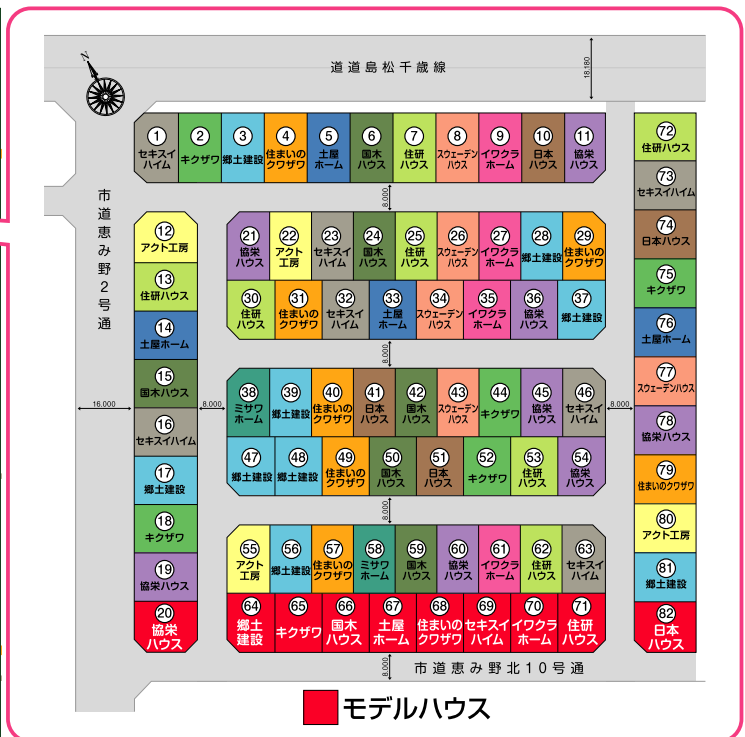 道道島松千歳線
18.180
N
① セキスイハイム
② キクザワ
③ 郷土建設
④ 住まいのクワザワ
⑤ 土屋ホーム
⑥ 国木ハウス
⑦ 住研ハウス
⑧ スウェーデンハウス
⑨ イワクラホーム
⑩ 日本ハウス
⑪ 協栄ハウス
8.000
市道恵み野2号通
⑫ アクト工房
⑬ 住研ハウス
⑭ 土屋ホーム
⑮ 国木ハウス
⑯ セキスイハイム
⑰ 郷土建設
⑱ キクザワ
⑲ 協栄ハウス
⑳ 協栄ハウス
16.000
8.000
㉑ 協栄ハウス
㉒ アクト工房
㉓ セキスイハイム
㉔ 国木ハウス
㉕ 住研ハウス
㉖ スウェーデンハウス
㉗ イワクラホーム
㉘ 郷土建設
㉙ 住まいのクワザワ
㉚ 住研ハウス
㉛ 住まいのクワザワ
㉜ セキスイハイム
㉝ 土屋ホーム
㉞ スウェーデンハウス
㉟ イワクラホーム
㊱ 協栄ハウス
㊲ 郷土建設
8.000
㊳ ミサワホーム
㊴ 郷土建設
㊵ 住まいのクワザワ
㊶ 日本ハウス
㊷ 国木ハウス
㊸ スウェーデンハウス
㊹ キクザワ
㊺ 協栄ハウス
㊻ セキスイハイム
㊼ 郷土建設
㊽ 郷土建設
㊾ 住まいのクワザワ
㊿ 国木ハウス
51 日本ハウス
52 キクザワ
53 住研ハウス
54 協栄ハウス
8.000
8.000
55 アクト工房
56 郷土建設
57 住まいのクワザワ
58 ミサワホーム
59 国木ハウス
60 協栄ハウス
61 イワクラホーム
62 住研ハウス
63 セキスイハイム
64 郷土建設
65 キクザワ
66 国木ハウス
67 土屋ホーム
68 住まいのクワザワ
69 セキスイハイム
70 イワクラホーム
71 住研ハウス
72 住研ハウス
73 セキスイハイム
74 日本ハウス
75 キクザワ
76 土屋ホーム
77 スウェーデンハウス
78 協栄ハウス
79 住まいのクワザワ
80 アクト工房
81 郷土建設
82 日本ハウス
8.000
市道恵み野北10号通
モデルハウス